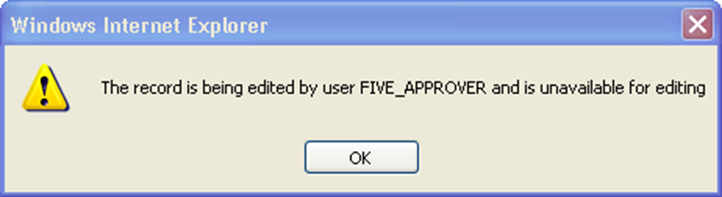 Windows Internet Explorer
The record is being edited by user FIVE_APPROVER and is unavailable for editing
OK